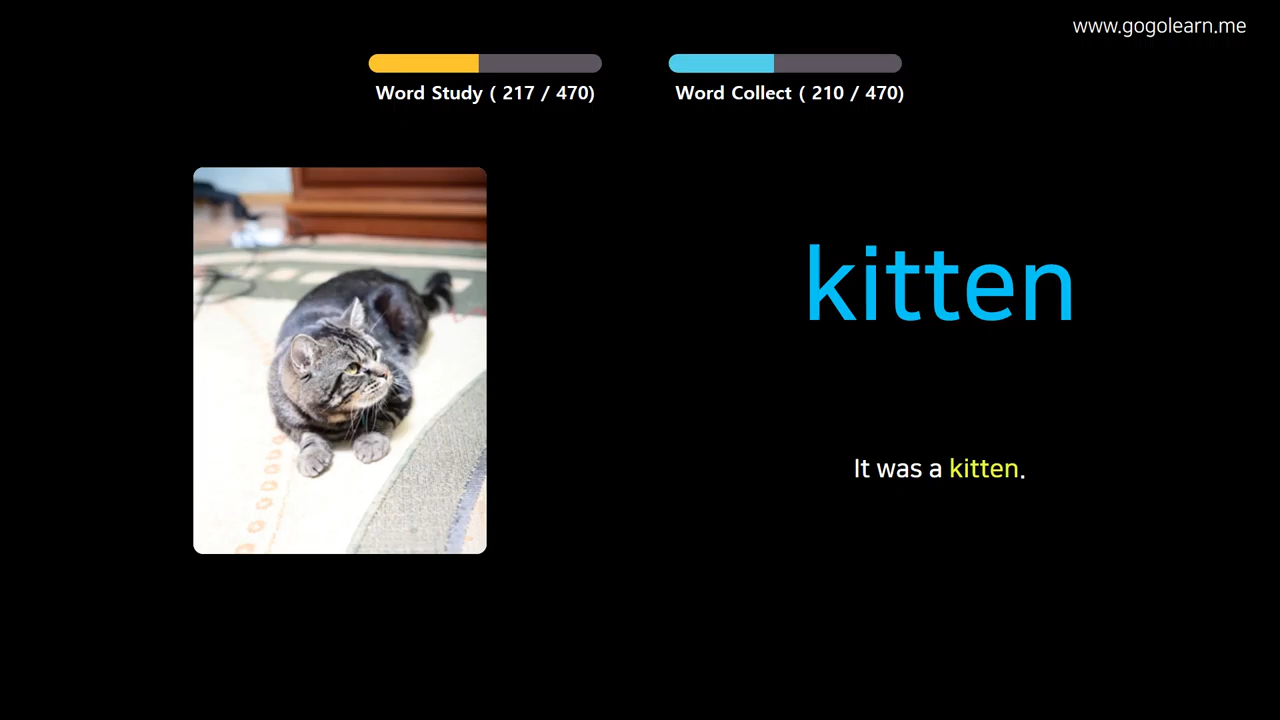 www.gogolearn.me
Word Study ( 217 / 470)
Word Collect ( 210 / 470)
kitten
It was a kitten.